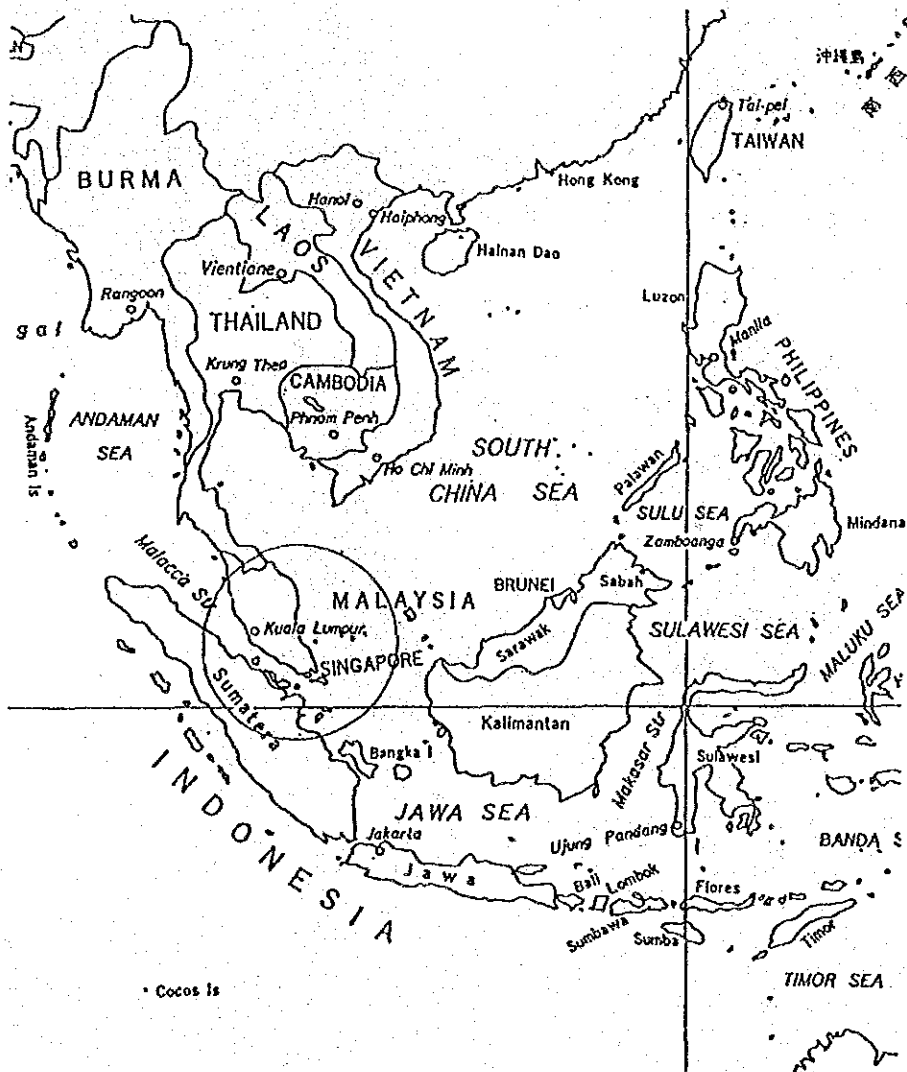 沖縄島
Tai-pei
TAIWAN
BURMA
Hong Kong
Hanoi
Haiphong
LAOS
VIETNAM
Hainan Dao
Vientiane
Rangoon
Luzon
gal
THAILAND
Manila
PHILIPPINES
Krung Thep
CAMBODIA
Andaman Is
ANDAMAN
SEA
Phnom Penh
SOUTH
CHINA SEA
Ho Chi Minh
Palawan
SULU SEA
Mindana
Zamboanga
Malacca Str
BRUNEI
Sabah
MALAYSIA
Kuala Lumpur
Sarawak
SULAWESI SEA
MALUKU SEA
SINGAPORE
Sumatera
Kalimantan
Makasar Str
Sulawesi
Bangka I
INDONESIA
JAWA SEA
Ujung Pandang
BANDA S
Jakarta
Jawa
Bali
Lombok
Flores
Sumbawa
Sumba
Timor
TIMOR SEA
Cocos Is